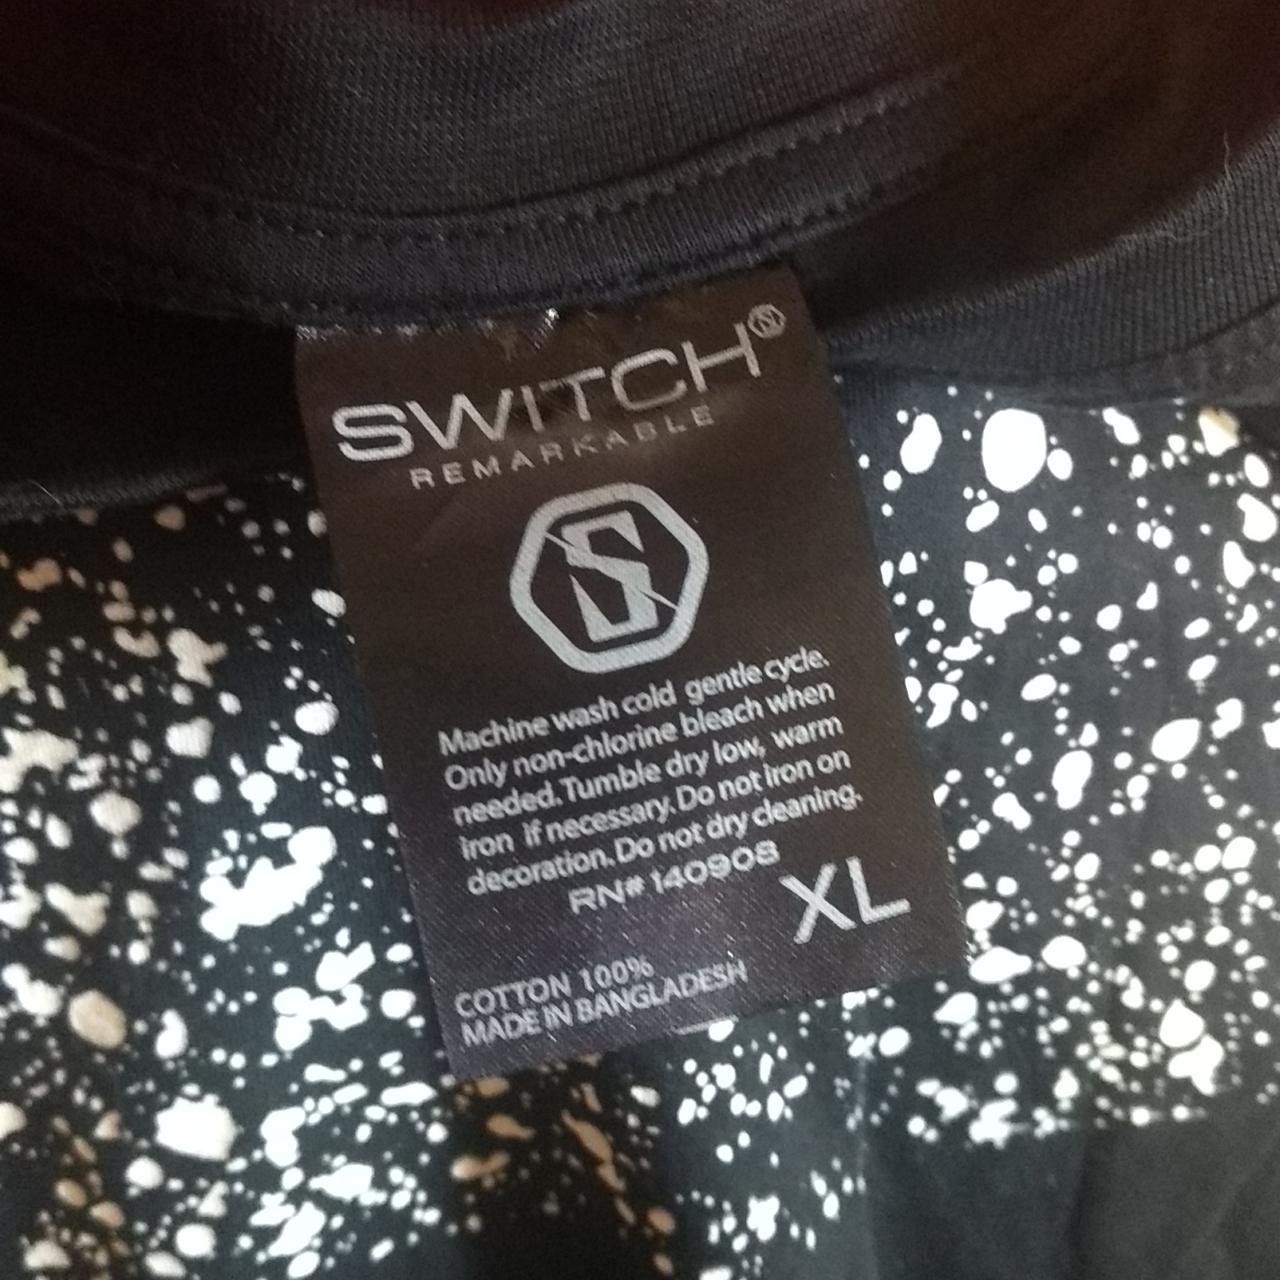 SWITCH
REMARKABLE
S
Machine wash cold gentle cycle.
Only non-chlorine bleach when
needed. Tumble dry low, warm
iron if necessary. Do not iron on
decoration. Do not dry cleaning.
RN# 140908
XL
COTTON 100%
MADE IN BANGLADESH